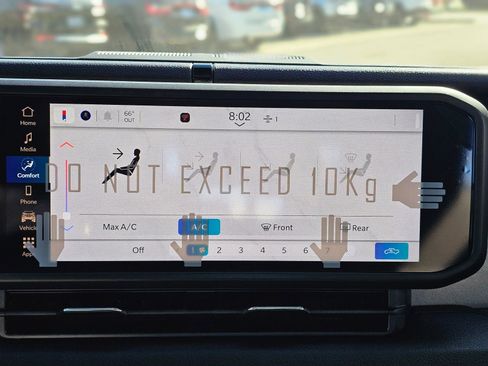 Home
66°
OUT
8:02
1
Media
Comfort
DO NOT EXCEED 10Kg
Phone
Vehicle
Max A/C
A/C
Front
Rear
Apps
Off
1 2 3 4 5 6 7